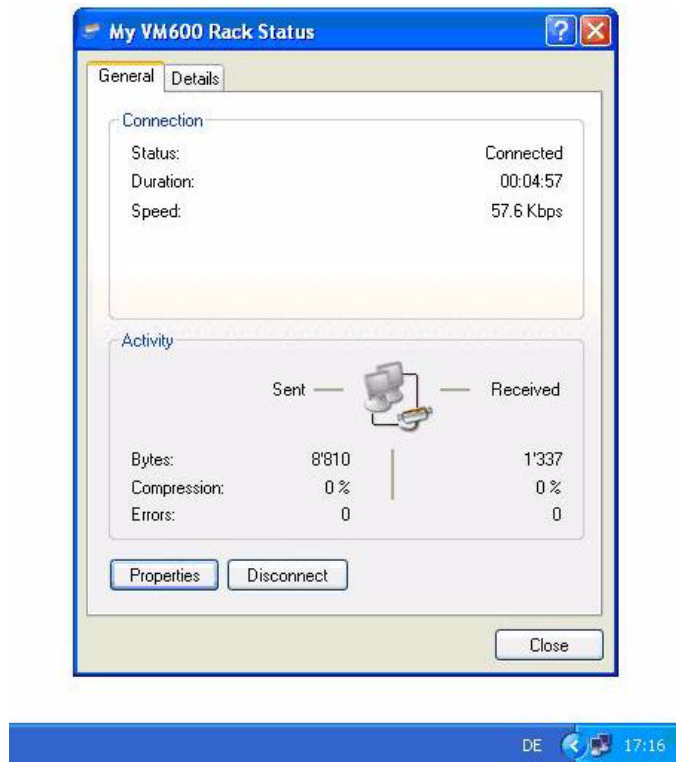 My VM600 Rack Status
General Details
Connection
Status: Connected
Duration: 00:04:57
Speed: 57.6 Kbps
Activity
Sent Received
Bytes: 8'810 1'337
Compression: 0 % 0 %
Errors: 0 0
Properties Disconnect
Close
DE 17:16